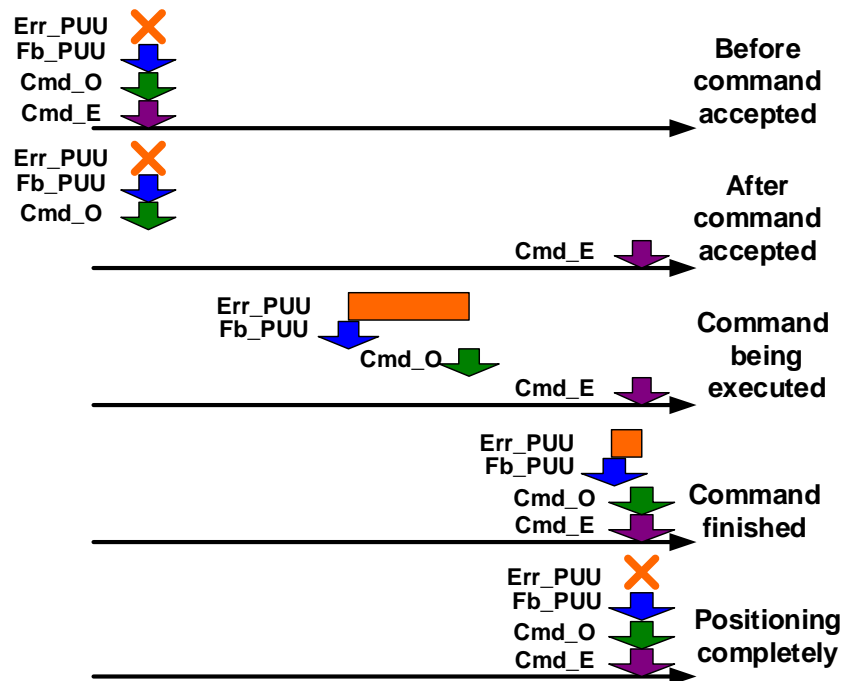 Err_PUU
Fb_PUU
Cmd_O
Cmd_E
Before
command
accepted
Err_PUU
Fb_PUU
Cmd_O
Cmd_E
After
command
accepted
Err_PUU
Fb_PUU
Cmd_O
Cmd_E
Command
being
executed
Err_PUU
Fb_PUU
Cmd_O
Cmd_E
Command
finished
Err_PUU
Fb_PUU
Cmd_O
Cmd_E
Positioning
completely